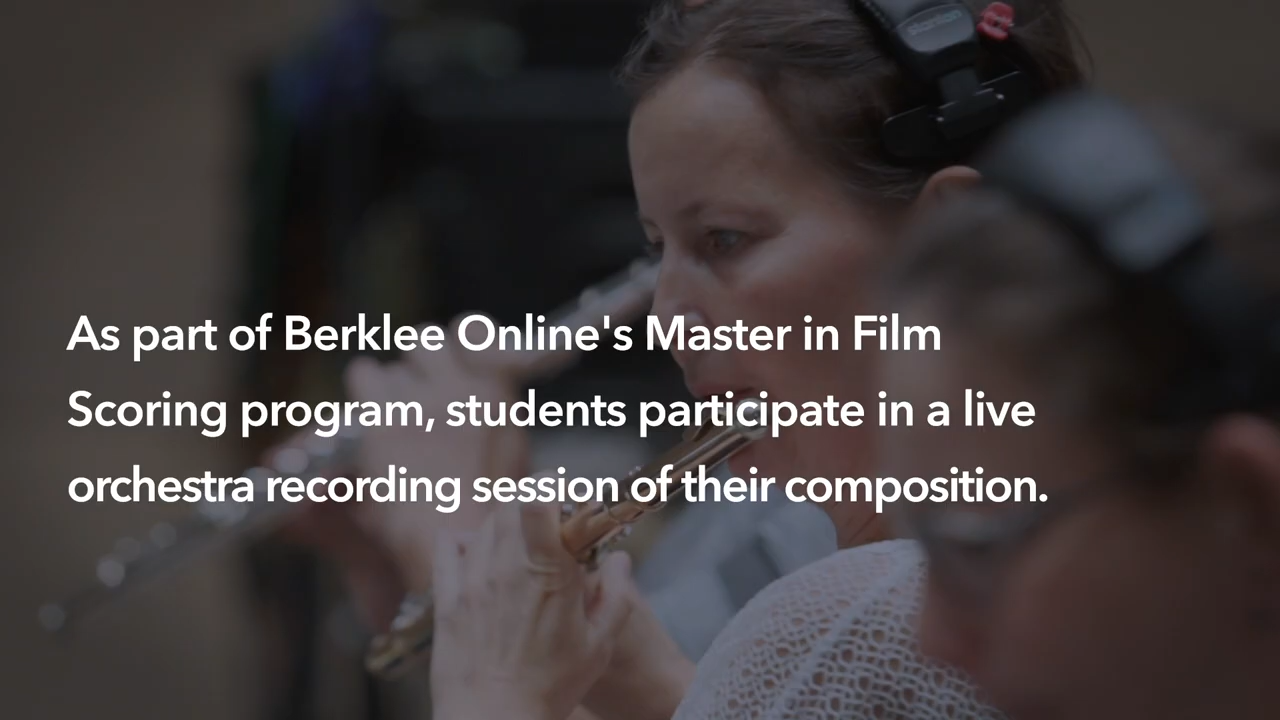 As part of Berklee Online's Master in Film
Scoring program, students participate in a live
orchestra recording session of their composition.
stanton